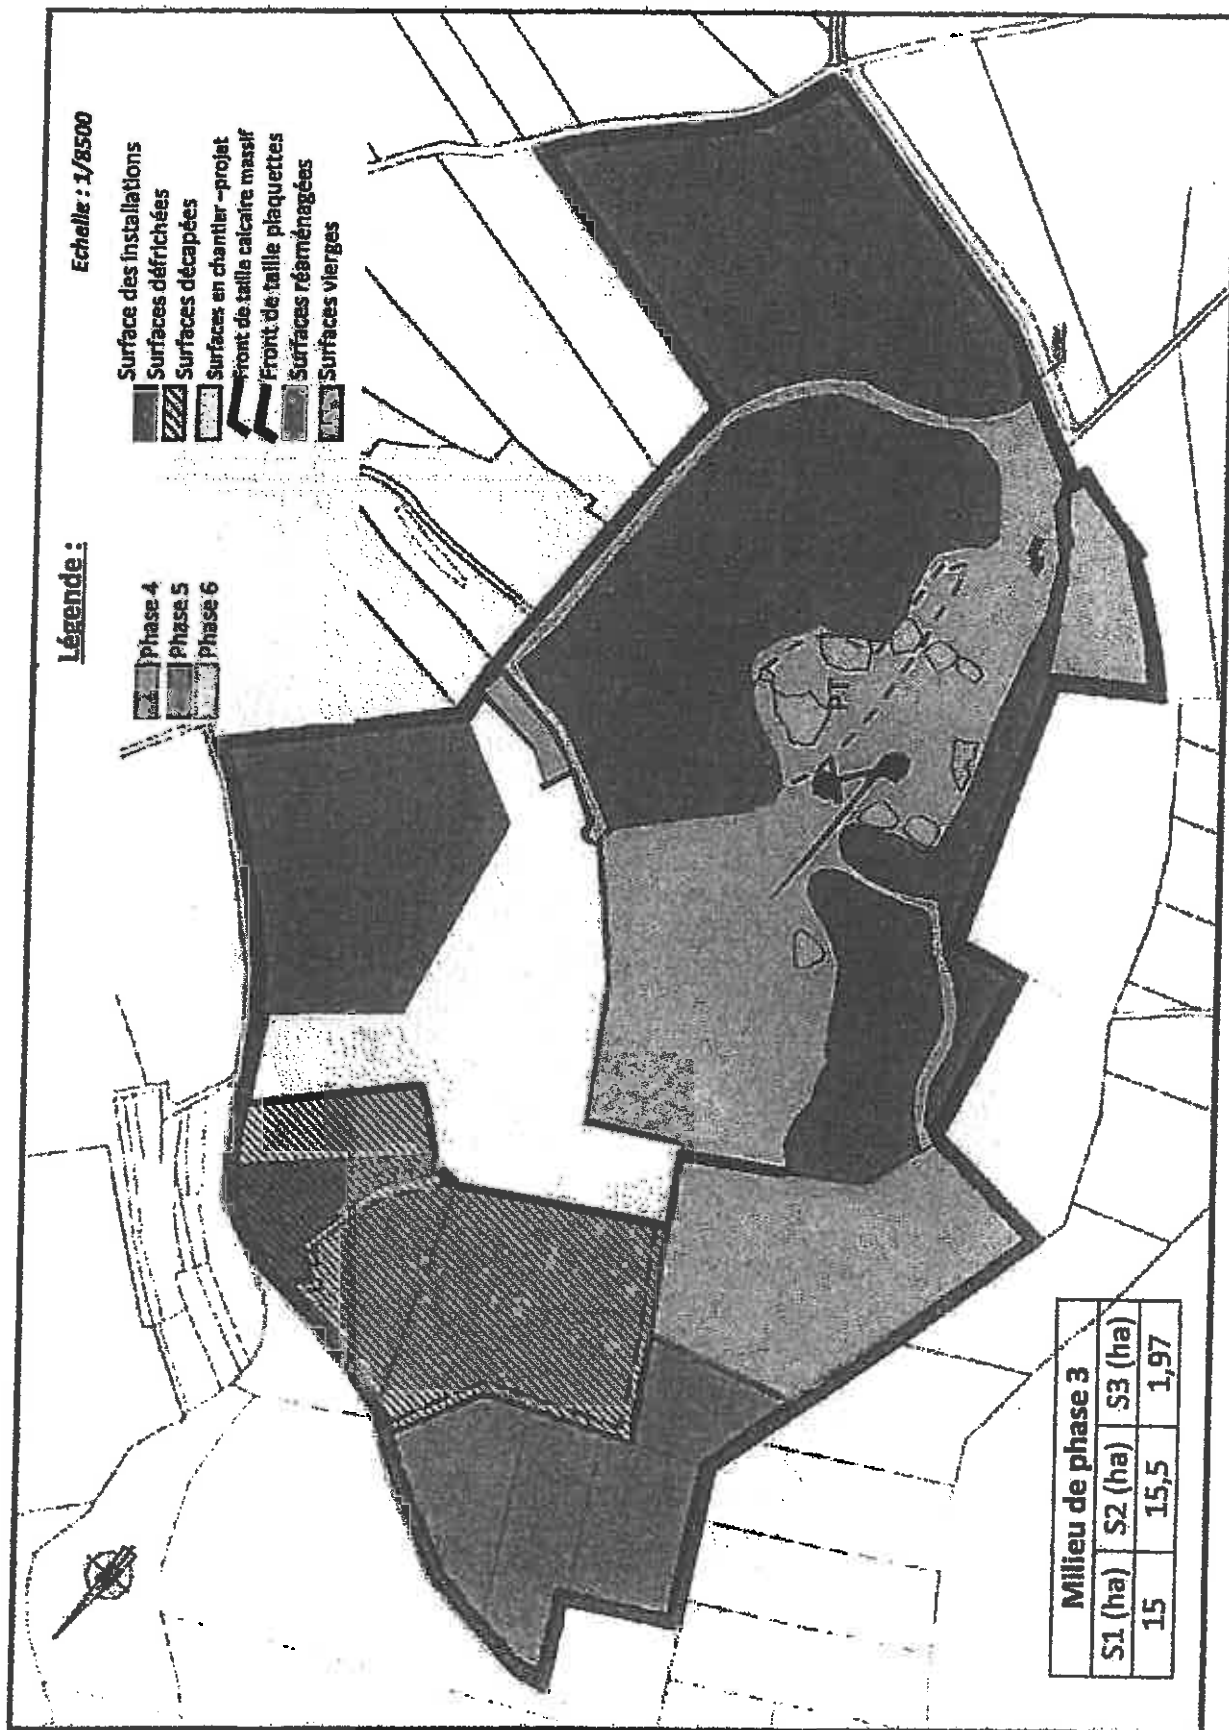 Echelle : 1/8500
Légende :
Phase 4
Phase 5
Phase 6
Surface des installations
Surfaces défrichées
Surfaces décapées
Surfaces en chantier –projet
Front de taille calcaire massif
Front de taille plaquettes
Surfaces réaménagées
Surfaces vierges
Milieu de phase 3
S1 (ha) S2 (ha) S3 (ha)
15 15,5 1,97